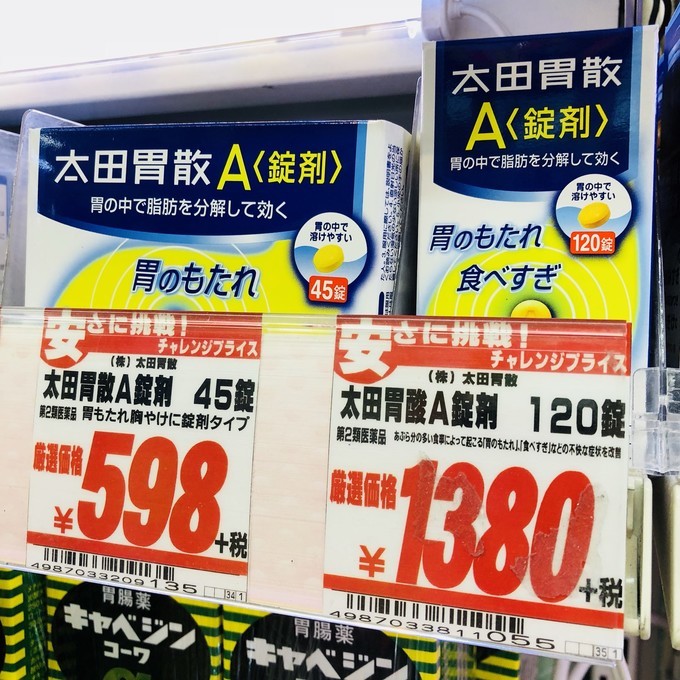 太田胃散
A〈錠剤〉
胃の中で脂肪を分解して効く
胃の中で
溶けやすい
120錠
胃のもたれ
食べすぎ
太田胃散A〈錠剤〉
胃の中で脂肪を分解して効く
胃の中で
溶けやすい
45錠
胃のもたれ
安さに挑戦!
チャレンジプライス
(株) 太田胃散
太田胃散A錠剤 45錠
第2類医薬品 胃もたれ胸やけに錠剤タイプ
厳選価格
¥598+税
4987033209135
34 1
安さに挑戦!
チャレンジプライス
(株) 太田胃散
太田胃酸A錠剤 120錠
第2類医薬品 あぶら分の多い食事によって起こる「胃のもたれ」、「食べすぎ」などの不快な症状を改善
厳選価格
¥1380+税
4987033811055
35 1
胃腸薬
キャベジン
コーワ
胃腸薬
キャベジン